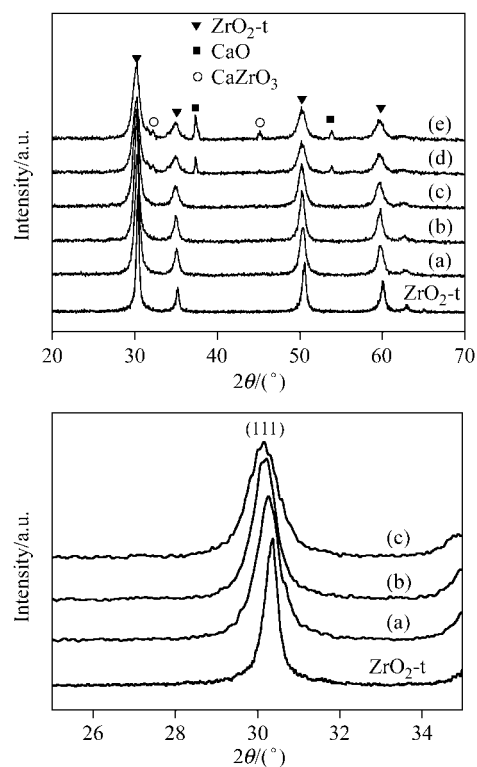 ▼ ZrO₂-t
■ CaO
○ CaZrO₃
(e)
(d)
(c)
(b)
(a)
ZrO₂-t
Intensity/a.u.
20 30 40 50 60 70
2θ/(°)
(111)
(c)
(b)
(a)
ZrO₂-t
Intensity/a.u.
26 28 30 32 34
2θ/(°)